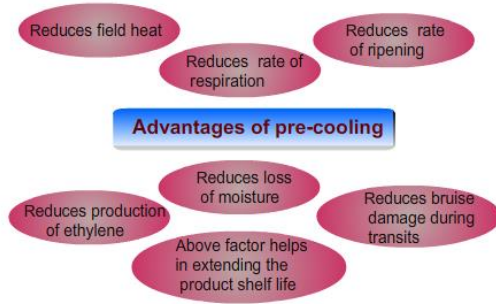 Reduces field heat
Reduces rate of
respiration
Reduces rate
of ripening
Advantages of pre-cooling
Reduces production
of ethylene
Reduces loss
of moisture
Reduces bruise
damage during
transits
Above factor helps
in extending the
product shelf life